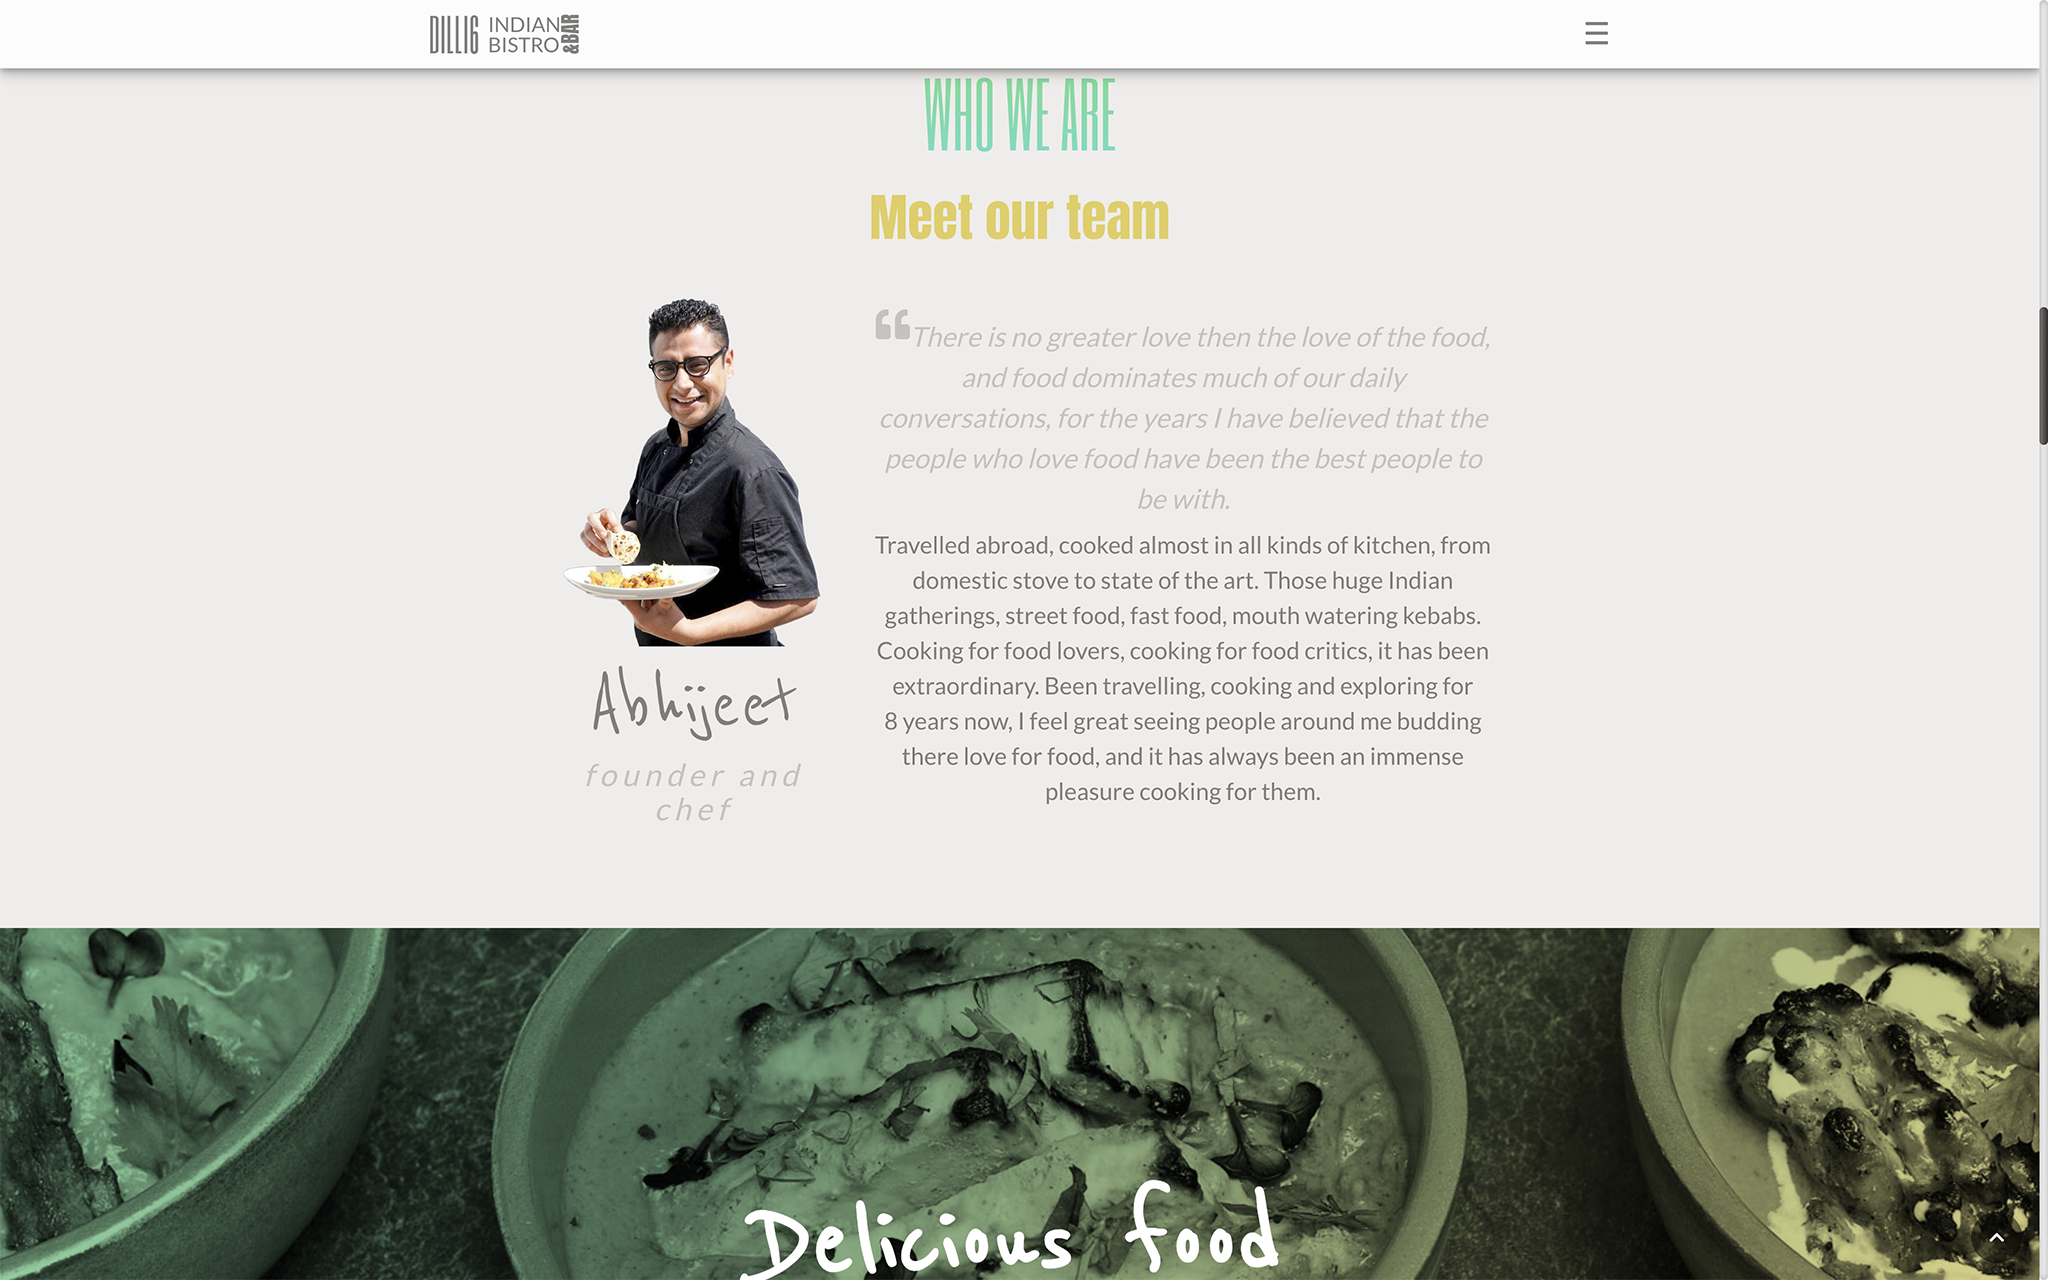 DILLI6 INDIAN BISTRO &BAR
WHO WE ARE
Meet our team
“There is no greater love then the love of the food,
and food dominates much of our daily
conversations, for the years I have believed that the
people who love food have been the best people to
be with.
Travelled abroad, cooked almost in all kinds of kitchen, from
domestic stove to state of the art. Those huge Indian
gatherings, street food, fast food, mouth watering kebabs.
Cooking for food lovers, cooking for food critics, it has been
extraordinary. Been travelling, cooking and exploring for
8 years now, I feel great seeing people around me budding
there love for food, and it has always been an immense
pleasure cooking for them.
Abhijeet
founder and
chef
Delicious food